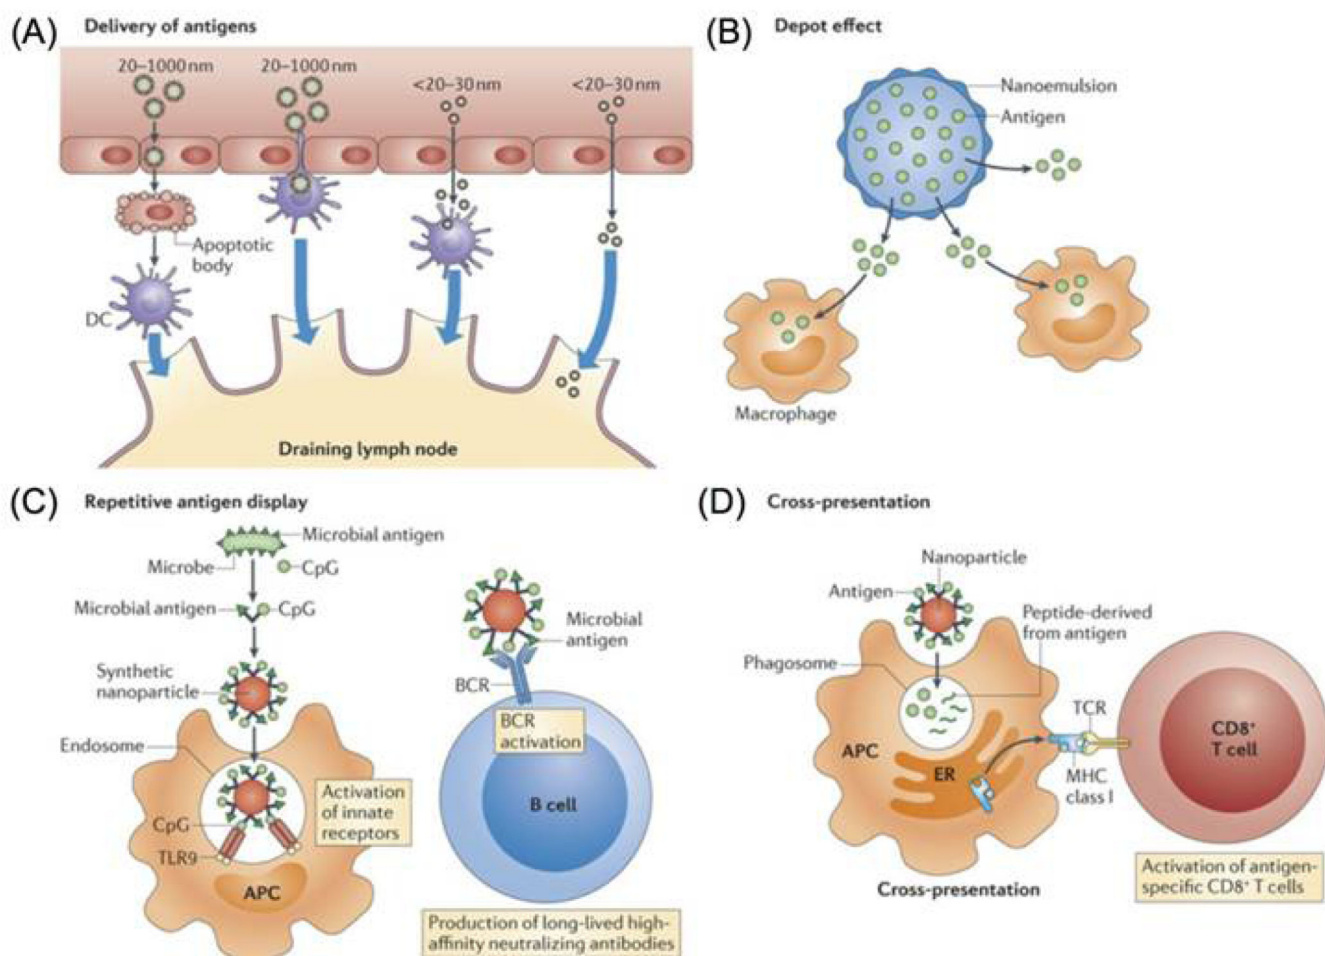 (A) Delivery of antigens
20–1000 nm
20–1000 nm
<20–30 nm
<20–30 nm
Apoptotic
body
DC
Draining lymph node
(B) Depot effect
Nanoemulsion
Antigen
Macrophage
(C) Repetitive antigen display
Microbial antigen
Microbe
CpG
Microbial antigen
CpG
Synthetic
nanoparticle
Endosome
CpG
TLR9
Activation
of innate
receptors
APC
Microbial
antigen
BCR
BCR
activation
B cell
Production of long-lived high-
affinity neutralizing antibodies
(D) Cross-presentation
Nanoparticle
Antigen
Peptide-derived
from antigen
Phagosome
APC
ER
TCR
MHC
class I
CD8⁺
T cell
Cross-presentation
Activation of antigen-
specific CD8⁺ T cells